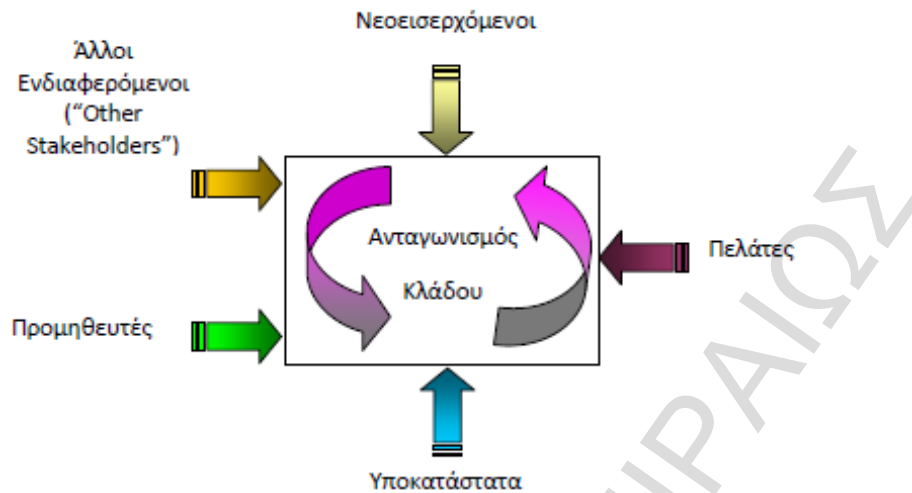 Νεοεισερχόμενοι
Άλλοι
Ενδιαφερόμενοι
(“Other
Stakeholders”)
Ανταγωνισμός
Κλάδου
Πελάτες
Προμηθευτές
Υποκατάστατα